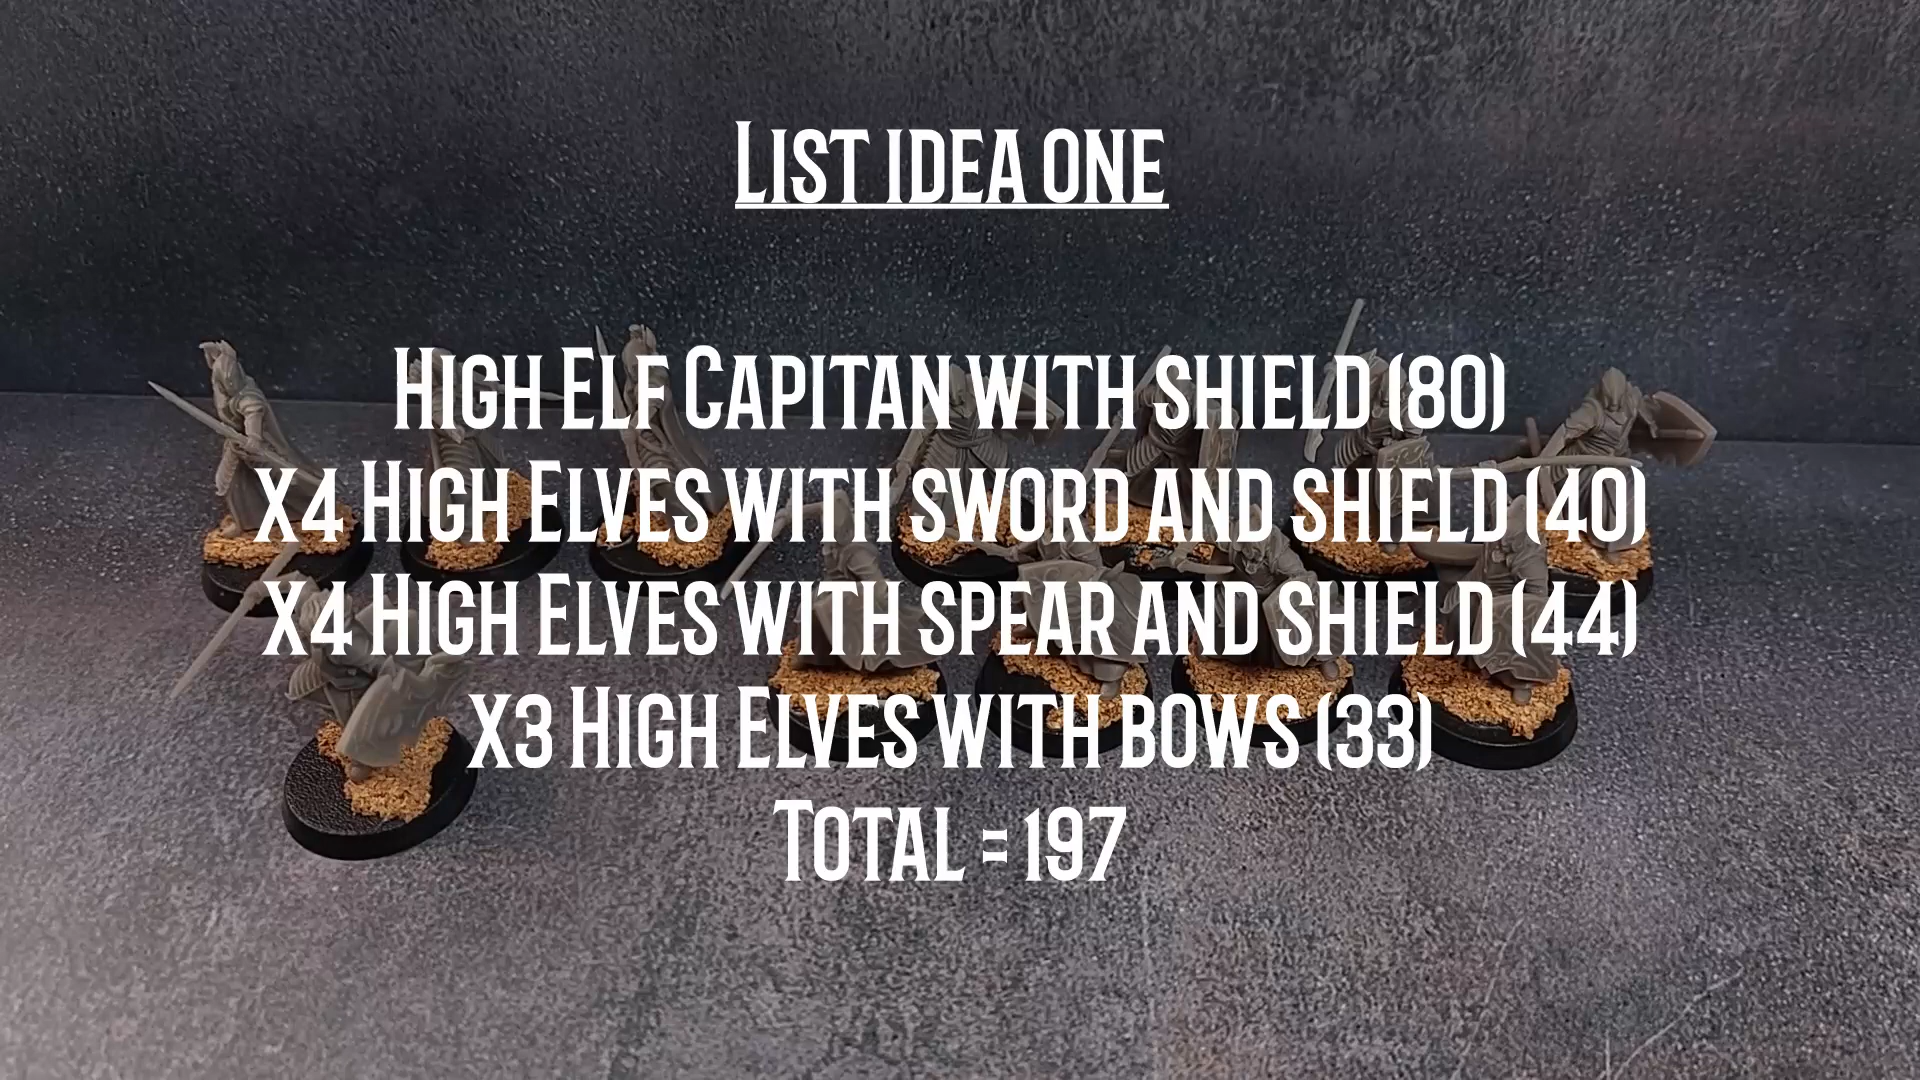 List idea one
High Elf Capitan with shield (80)
x4 High Elves with sword and shield (40)
x4 High Elves with spear and shield (44)
x3 High Elves with bows (33)
Total = 197